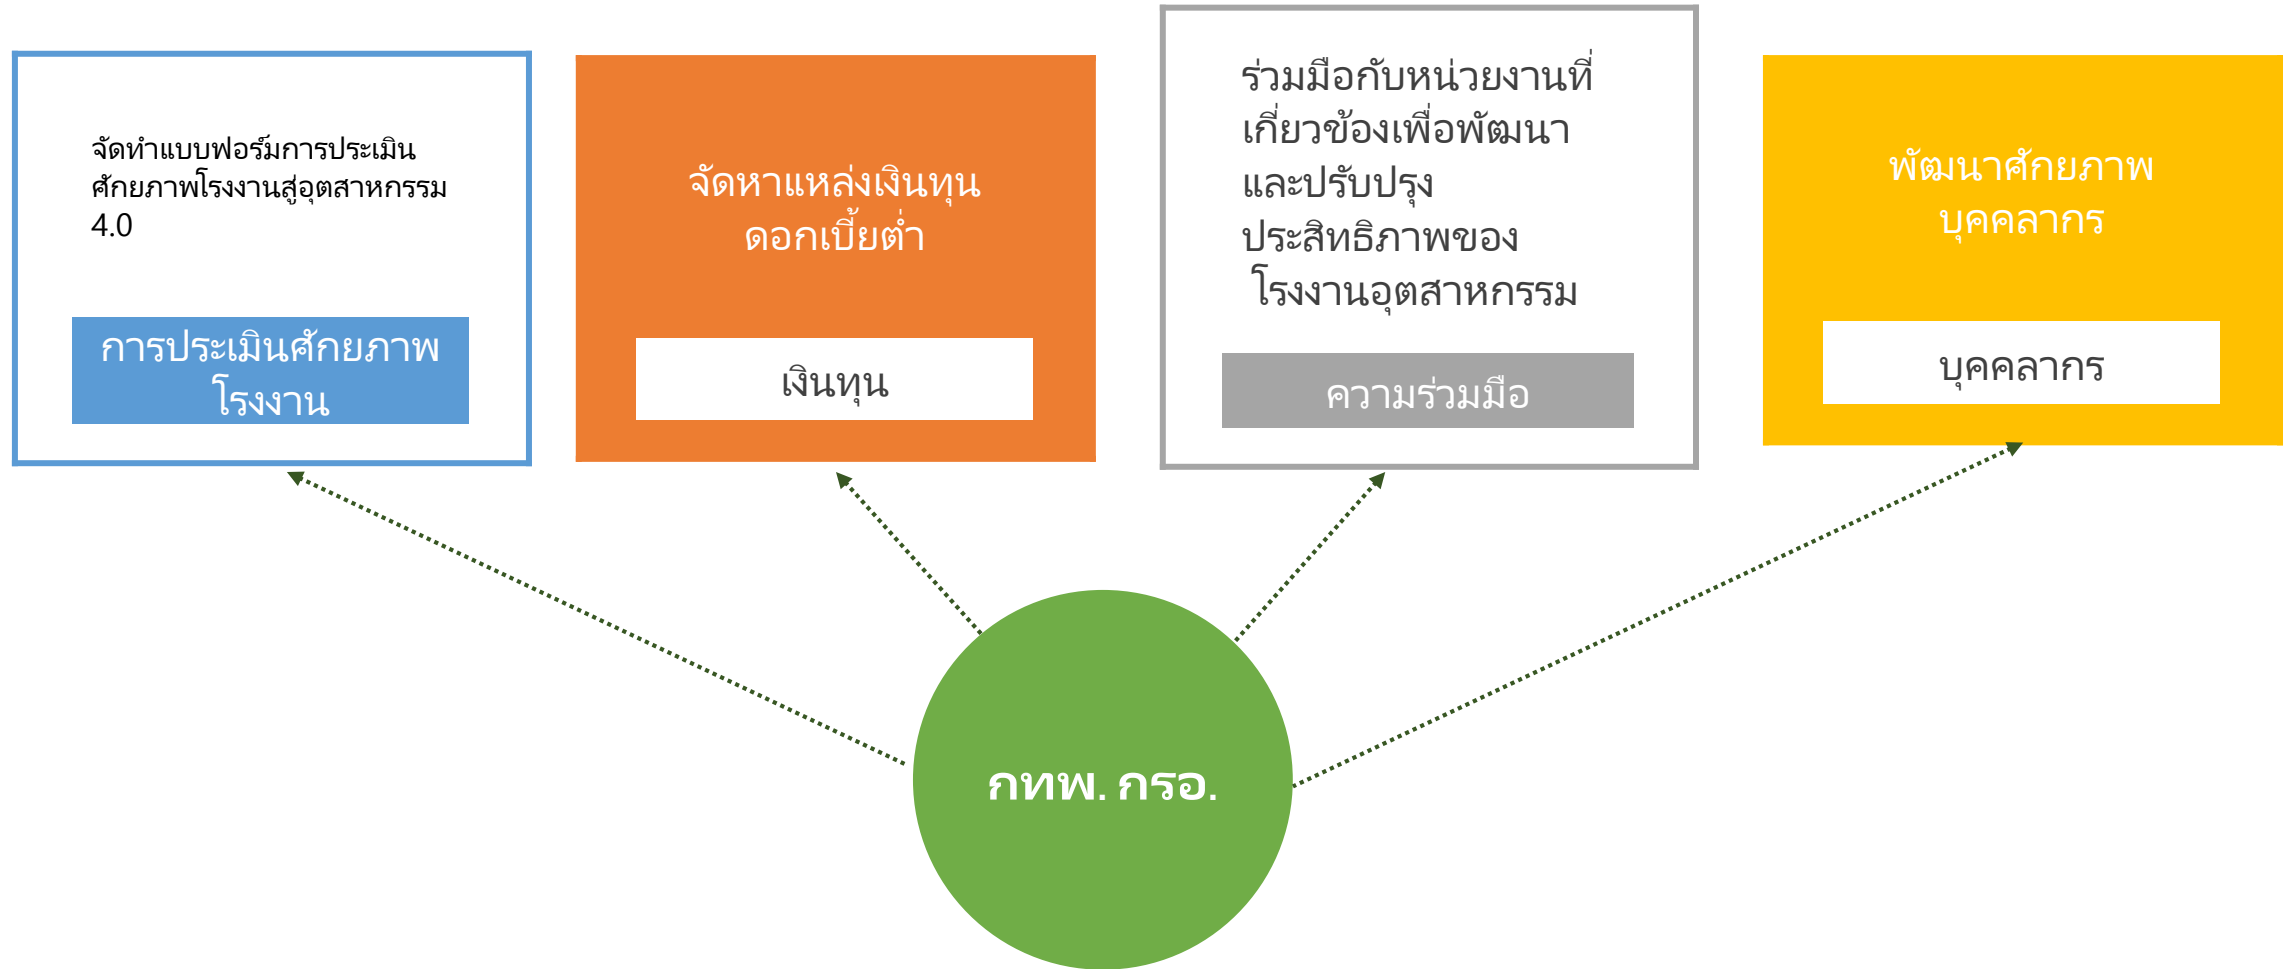 จัดทำแบบฟอร์มการประเมิน
ศักยภาพโรงงานสู่อุตสาหกรรม
4.0
การประเมินศักยภาพ
โรงงาน
จัดหาแหล่งเงินทุน
ดอกเบี้ยต่ำ
เงินทุน
ร่วมมือกับหน่วยงานที่
เกี่ยวข้องเพื่อพัฒนา
และปรับปรุง
ประสิทธิภาพของ
โรงงานอุตสาหกรรม
ความร่วมมือ
พัฒนาศักยภาพ
บุคคลากร
บุคคลากร
กทพ. กรอ.